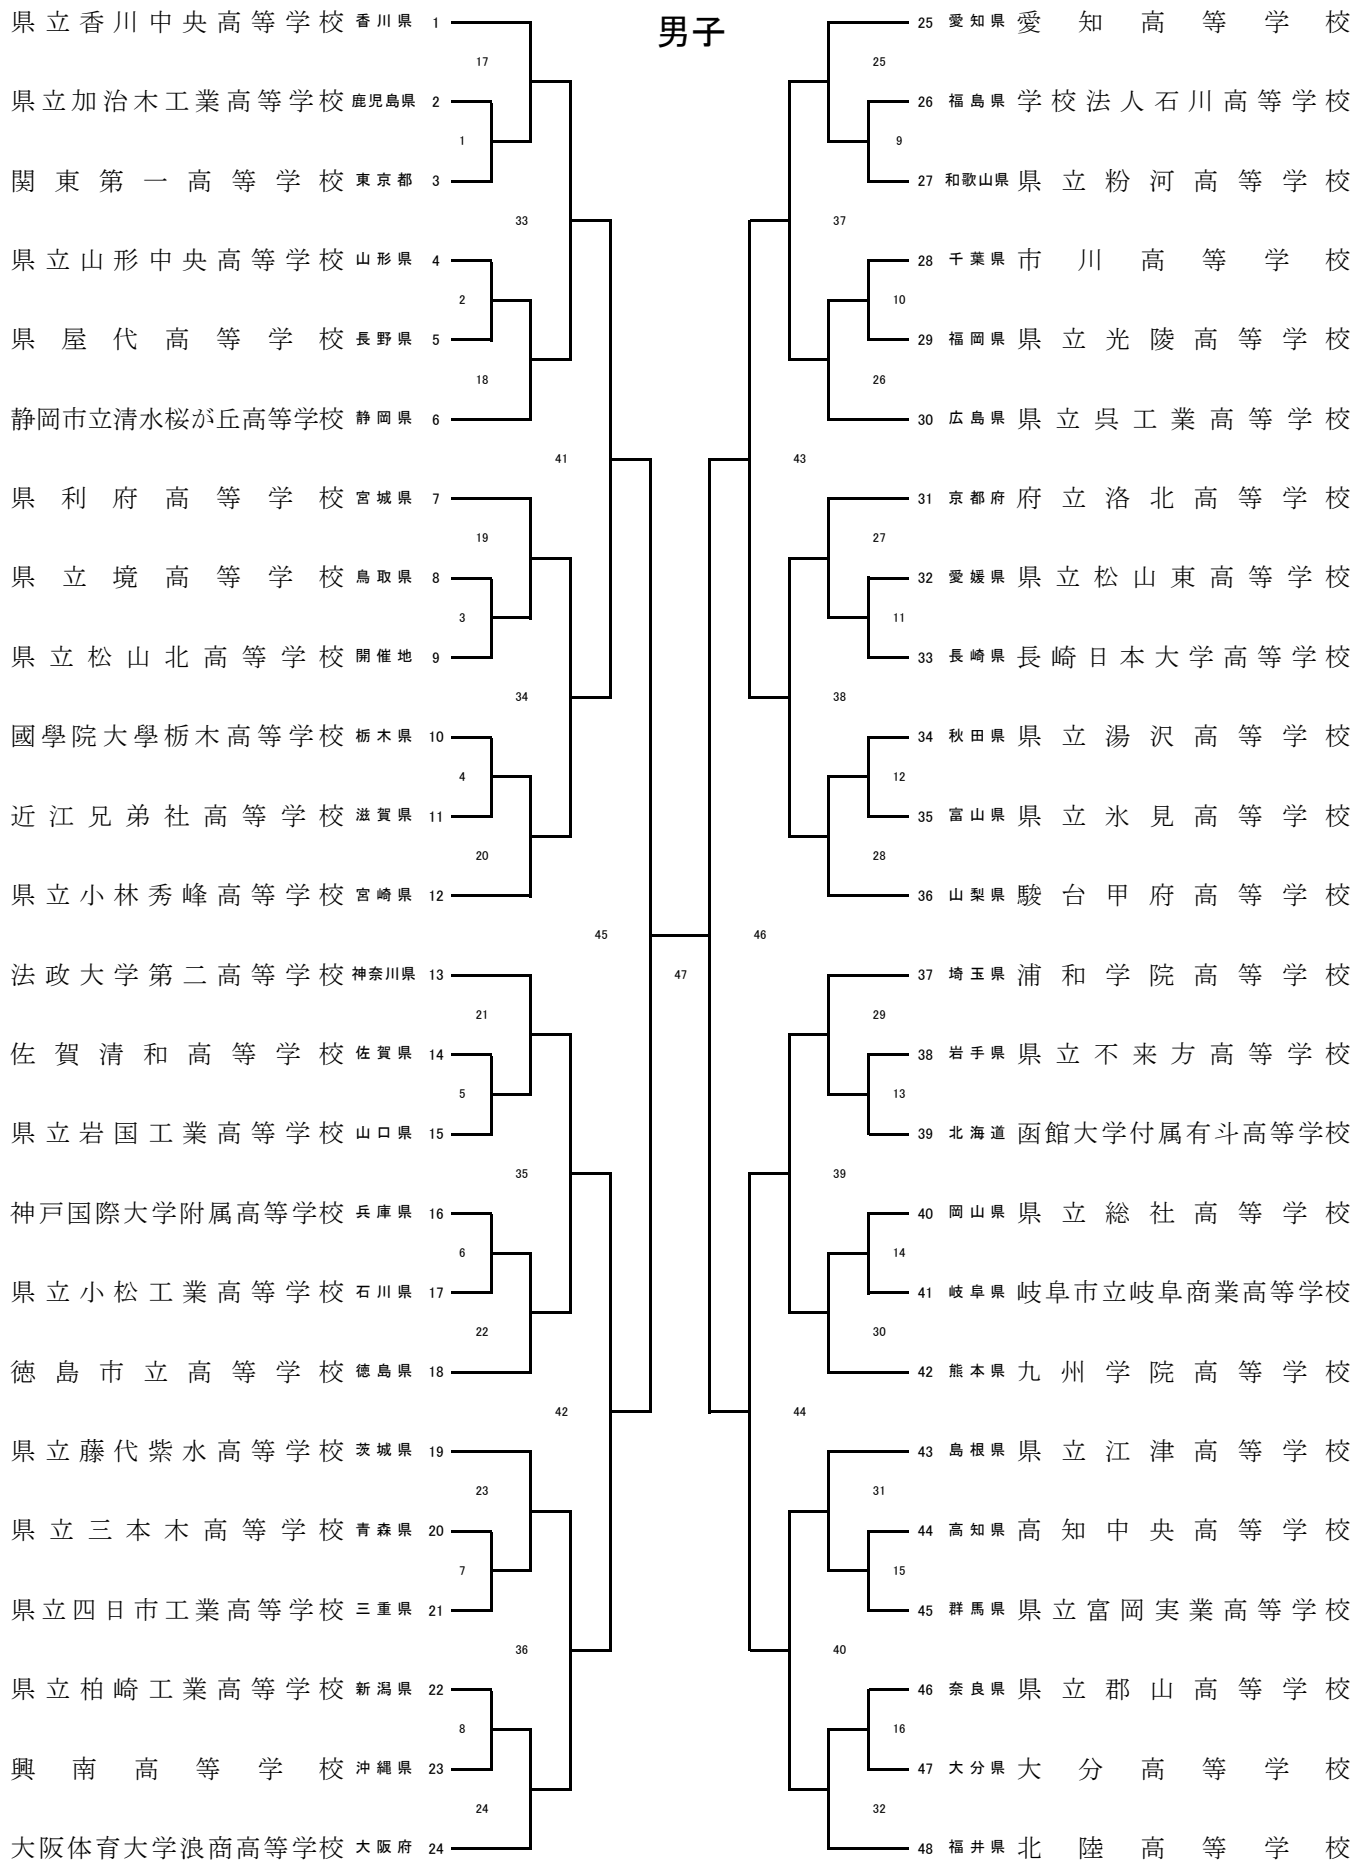 男子
県立香川中央高等学校 香川県 1
17
県立加治木工業高等学校 鹿児島県 2
1
関東第一高等学校 東京都 3
33
県立山形中央高等学校 山形県 4
2
県屋代高等学校 長野県 5
18
静岡市立清水桜が丘高等学校 静岡県 6
41
県利府高等学校 宮城県 7
19
県立境高等学校 鳥取県 8
3
県立松山北高等学校 開催地 9
34
國學院大學栃木高等学校 栃木県 10
4
近江兄弟社高等学校 滋賀県 11
20
県立小林秀峰高等学校 宮崎県 12
45
法政大学第二高等学校 神奈川県 13
21
佐賀清和高等学校 佐賀県 14
5
県立岩国工業高等学校 山口県 15
35
神戸国際大学附属高等学校 兵庫県 16
6
県立小松工業高等学校 石川県 17
22
徳島市立高等学校 徳島県 18
42
県立藤代紫水高等学校 茨城県 19
23
県立三本木高等学校 青森県 20
7
県立四日市工業高等学校 三重県 21
36
県立柏崎工業高等学校 新潟県 22
8
興南高等学校 沖縄県 23
24
大阪体育大学浪商高等学校 大阪府 24
47
25 愛知県 愛知高等学校
25
26 福島県 学校法人石川高等学校
9
27 和歌山県 県立粉河高等学校
37
28 千葉県 市川高等学校
10
29 福岡県 県立光陵高等学校
26
30 広島県 県立呉工業高等学校
43
31 京都府 府立洛北高等学校
27
32 愛媛県 県立松山東高等学校
11
33 長崎県 長崎日本大学高等学校
38
34 秋田県 県立湯沢高等学校
12
35 富山県 県立氷見高等学校
28
36 山梨県 駿台甲府高等学校
46
37 埼玉県 浦和学院高等学校
29
38 岩手県 県立不来方高等学校
13
39 北海道 函館大学付属有斗高等学校
39
40 岡山県 県立総社高等学校
14
41 岐阜県 岐阜市立岐阜商業高等学校
30
42 熊本県 九州学院高等学校
44
43 島根県 県立江津高等学校
31
44 高知県 高知中央高等学校
15
45 群馬県 県立富岡実業高等学校
40
46 奈良県 県立郡山高等学校
16
47 大分県 大分高等学校
32
48 福井県 北陸高等学校